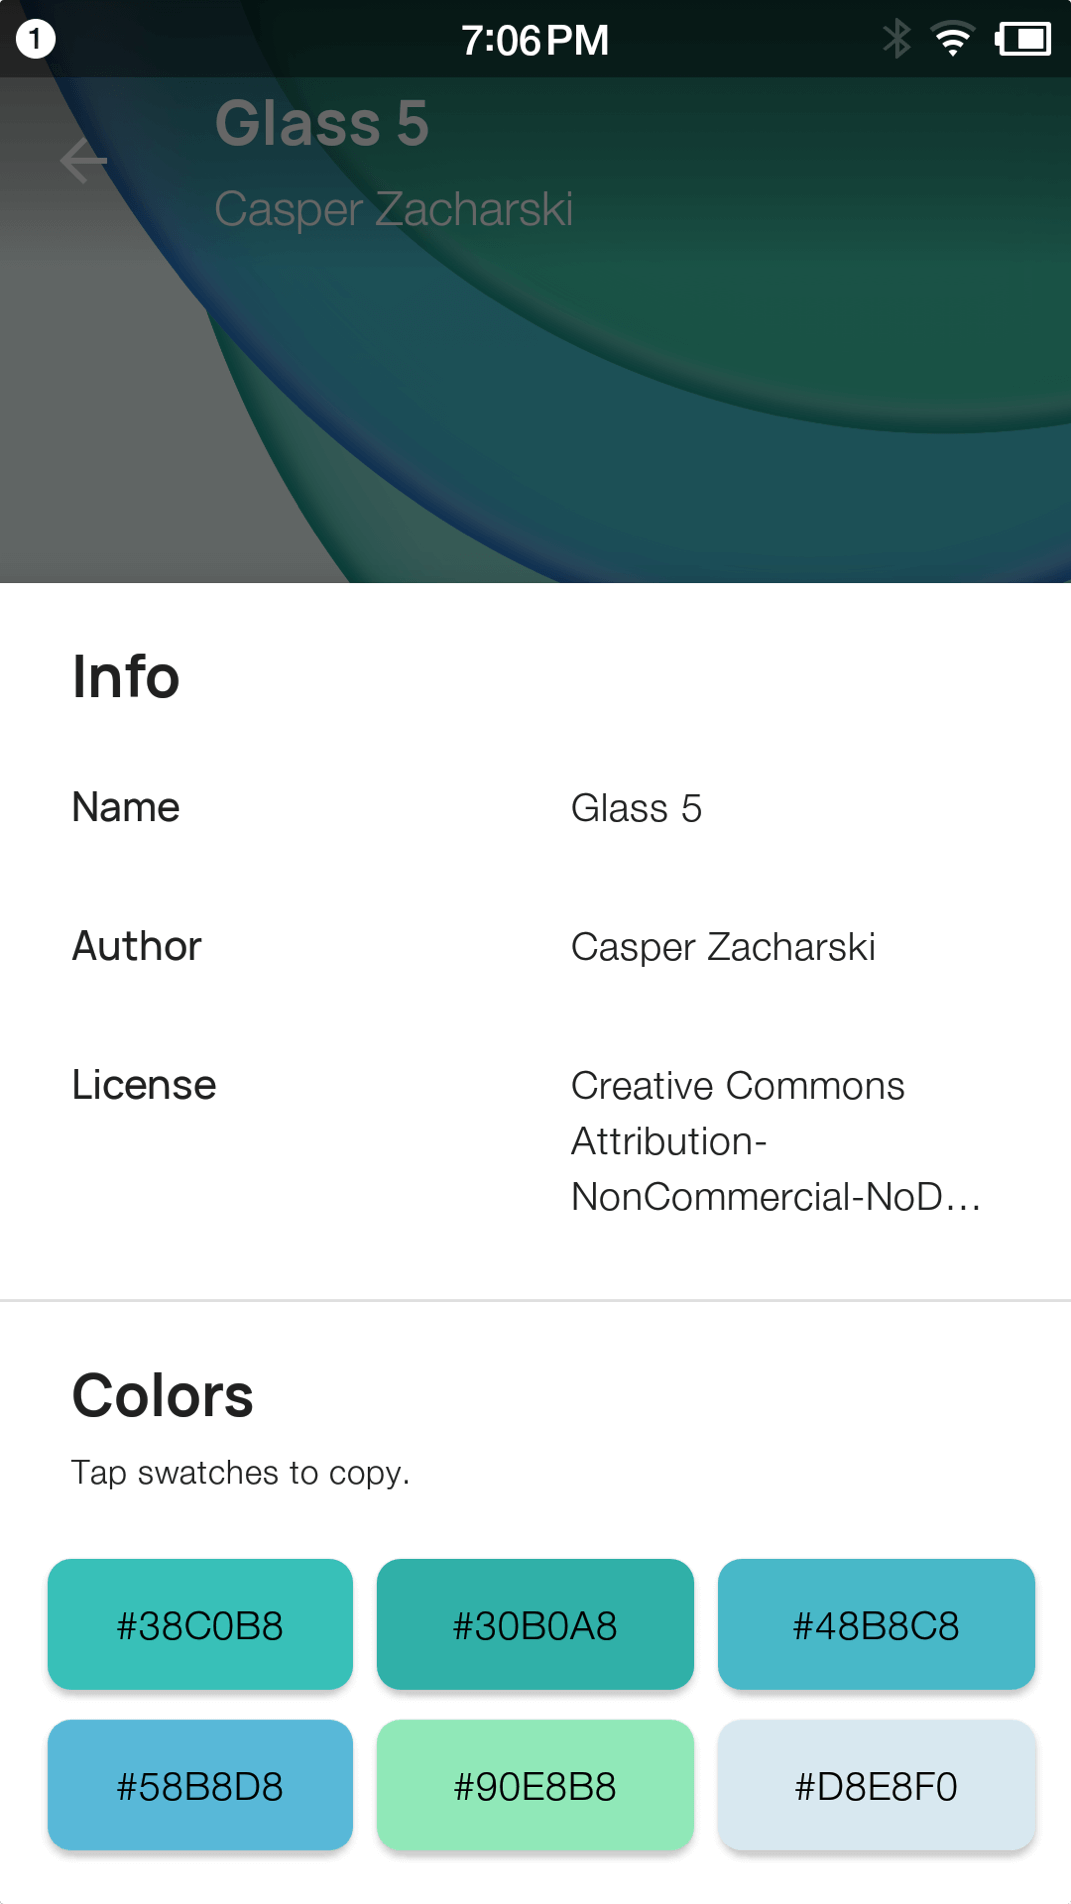 1
7:06 PM
Glass 5
Casper Zacharski
Info
Name
Glass 5
Author
Casper Zacharski
License
Creative Commons
Attribution-
NonCommercial-NoD...
Colors
Tap swatches to copy.
#38C0B8
#30B0A8
#48B8C8
#58B8D8
#90E8B8
#D8E8F0